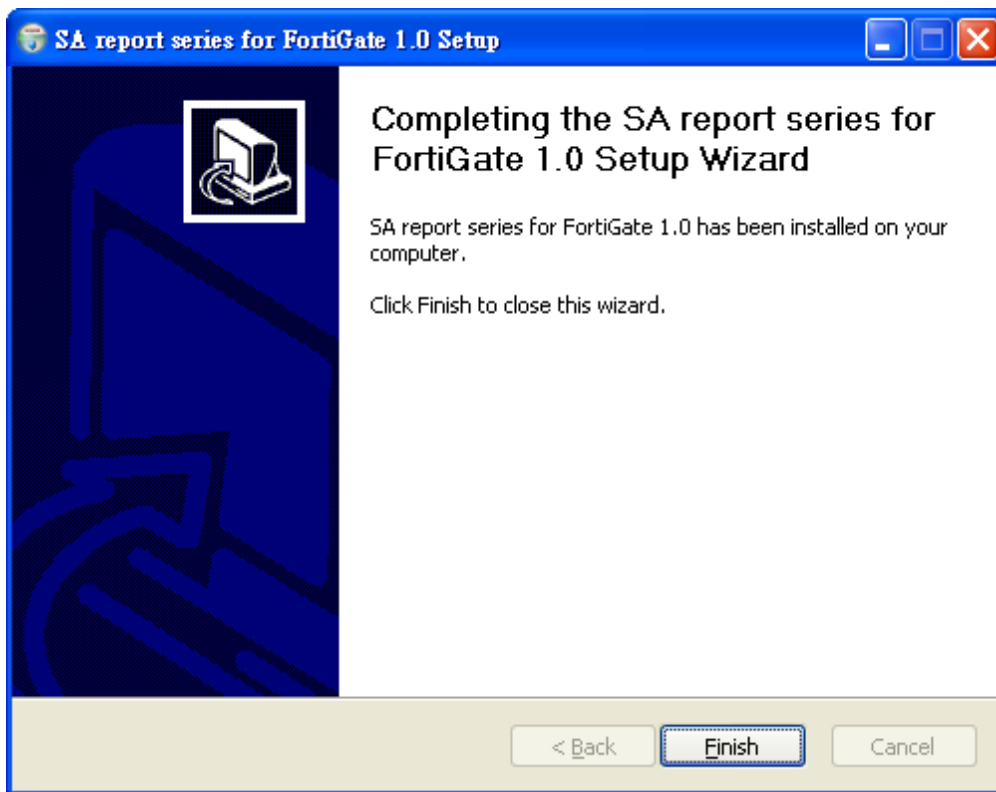 SA report series for FortiGate 1.0 Setup
Completing the SA report series for
FortiGate 1.0 Setup Wizard
SA report series for FortiGate 1.0 has been installed on your
computer.
Click Finish to close this wizard.
< Back
Finish
Cancel